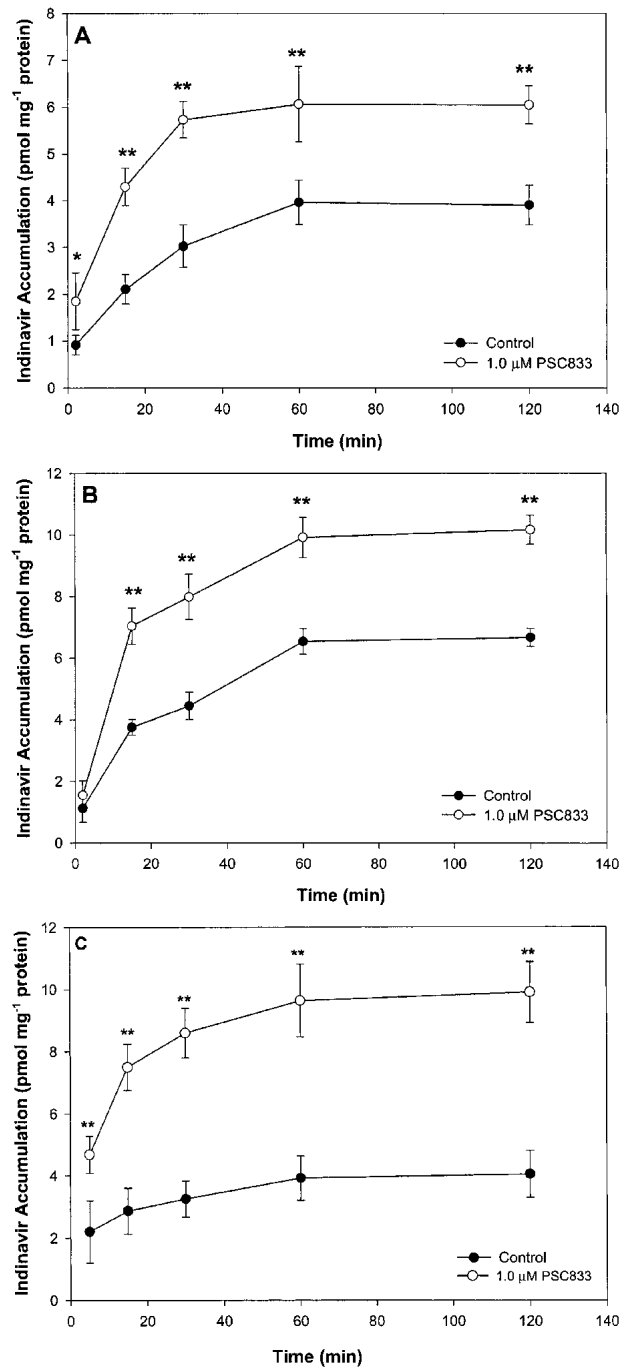 A
Indinavir Accumulation (pmol mg⁻¹ protein)
8
7
6
5
4
3
2
1
0
*
**
**
**
**
Control
1.0 μM PSC833
0 20 40 60 80 100 120 140
Time (min)
B
Indinavir Accumulation (pmol mg⁻¹ protein)
12
10
8
6
4
2
0
**
**
**
**
Control
1.0 μM PSC833
0 20 40 60 80 100 120 140
Time (min)
C
Indinavir Accumulation (pmol mg⁻¹ protein)
12
10
8
6
4
2
0
**
**
**
**
**
Control
1.0 μM PSC833
0 20 40 60 80 100 120 140
Time (min)